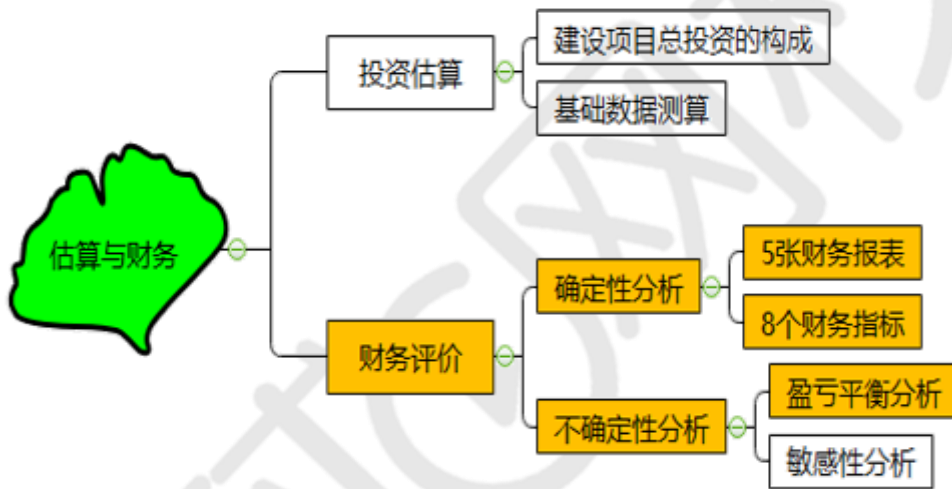 估算与财务
投资估算
建设项目总投资的构成
基础数据测算
财务评价
确定性分析
5张财务报表
8个财务指标
不确定性分析
盈亏平衡分析
敏感性分析